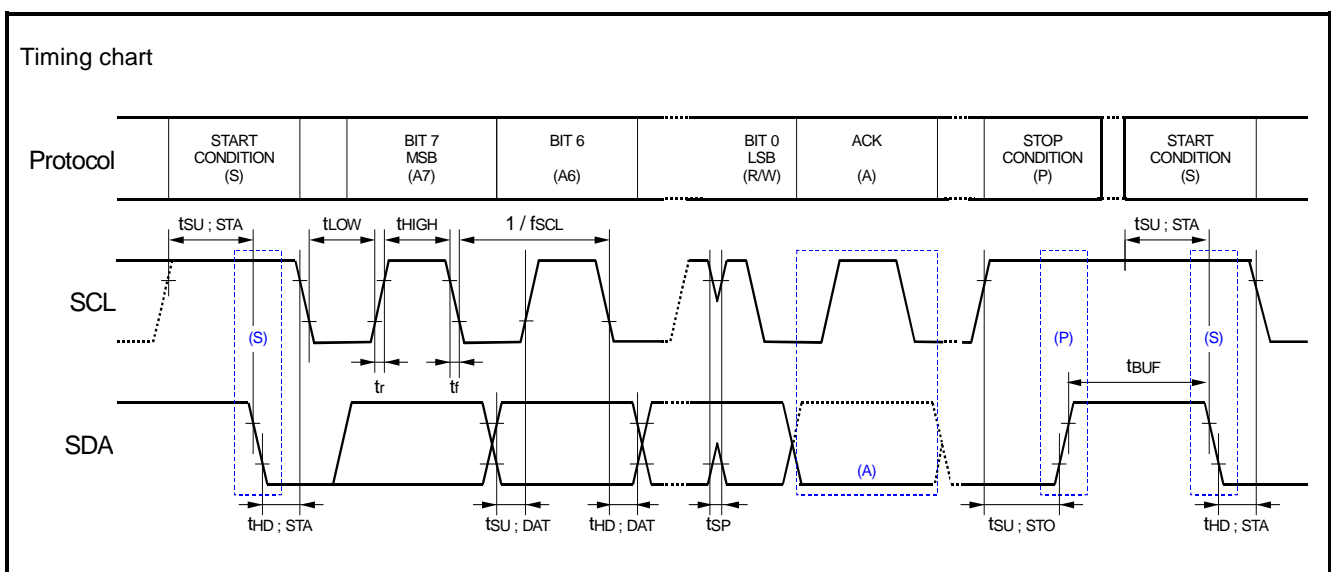 Timing chart
Protocol
START
CONDITION
(S)
BIT 7
MSB
(A7)
BIT 6
(A6)
BIT 0
LSB
(R/W)
ACK
(A)
STOP
CONDITION
(P)
START
CONDITION
(S)
tSU ; STA
tLOW
tHIGH
1 / fSCL
tSU ; STA
SCL
(S)
(P)
(S)
tr
tf
tBUF
SDA
(A)
tHD ; STA
tSU ; DAT
tHD ; DAT
tSP
tSU ; STO
tHD ; STA